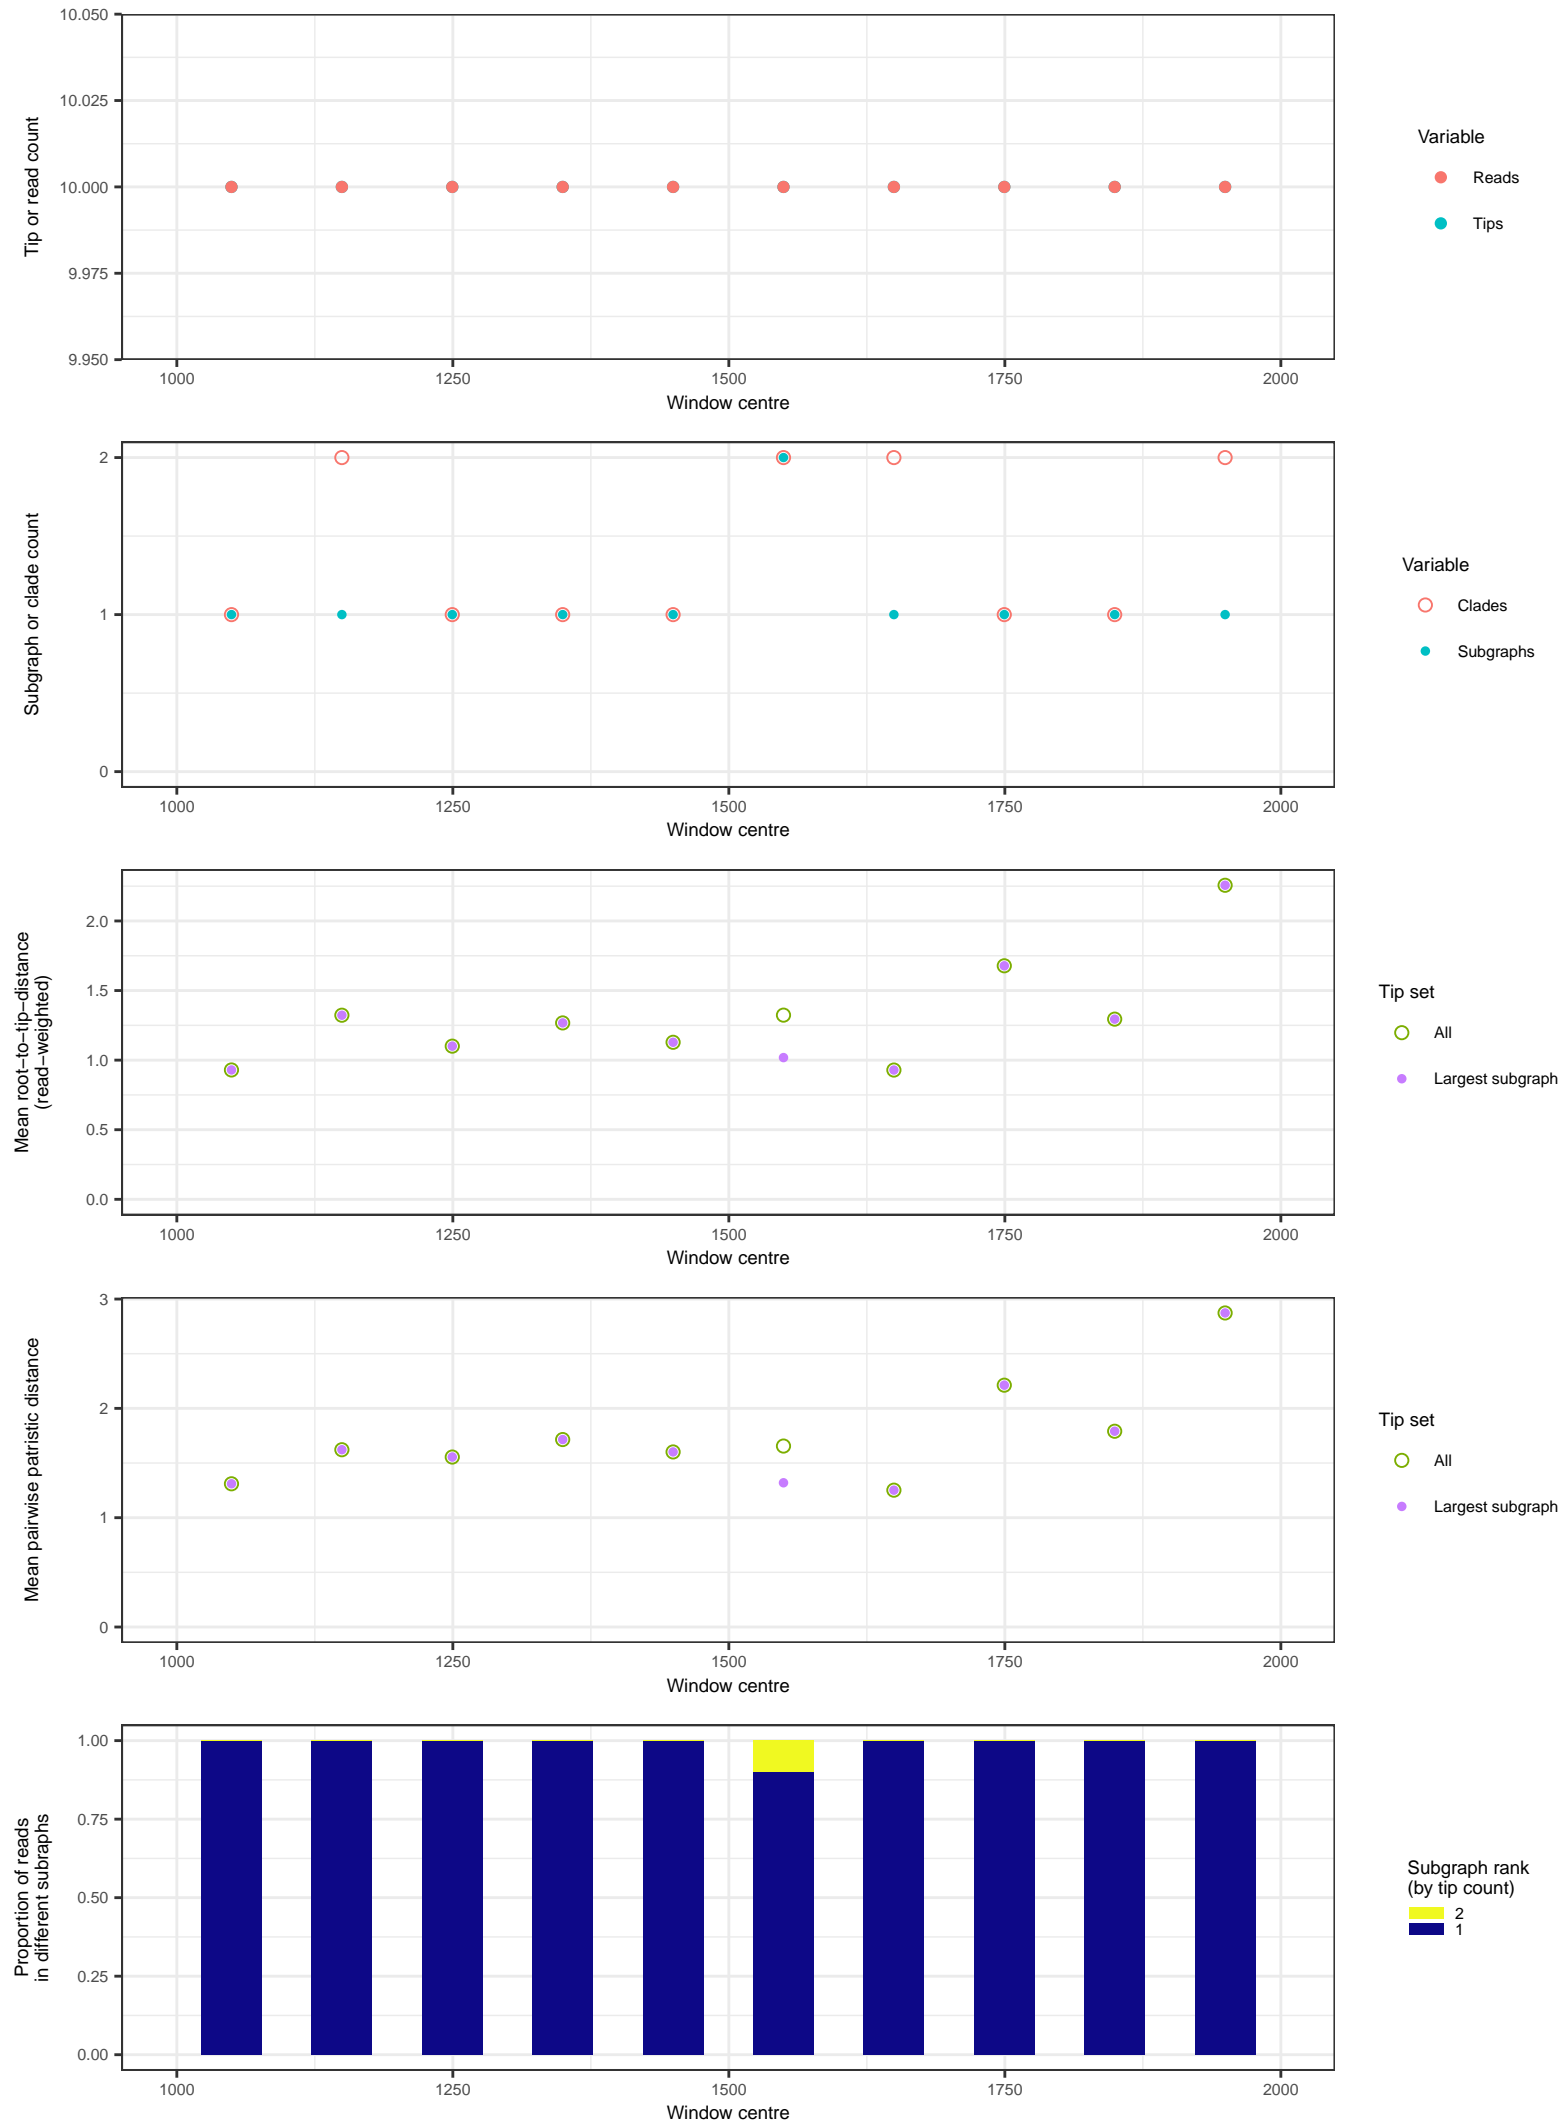 10.050
10.025
10.000
9.975
9.950
Tip or read count
1000 1250 1500 1750 2000
Window centre
Variable
Reads
Tips
2
1
0
Subgraph or clade count
1000 1250 1500 1750 2000
Window centre
Variable
Clades
Subgraphs
2.0
1.5
1.0
0.5
0.0
Mean root−to−tip−distance
(read−weighted)
1000 1250 1500 1750 2000
Window centre
Tip set
All
Largest subgraph
3
2
1
0
Mean pairwise patristic distance
1000 1250 1500 1750 2000
Window centre
Tip set
All
Largest subgraph
1.00
0.75
0.50
0.25
0.00
Proportion of reads
in different subraphs
1000 1250 1500 1750 2000
Window centre
Subgraph rank
(by tip count)
2
1